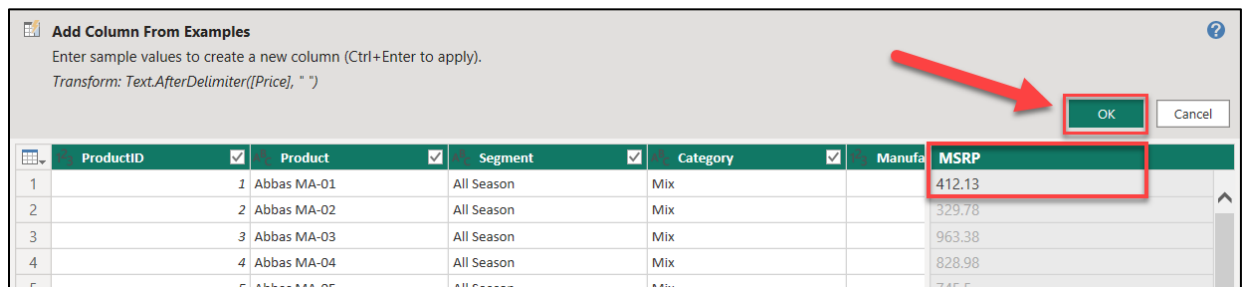 Add Column From Examples
Enter sample values to create a new column (Ctrl+Enter to apply).
Transform: Text.AfterDelimiter([Price], " ")
OK Cancel
ProductID Product Segment Category Manufa MSRP
1 1 Abbas MA-01 All Season Mix 412.13
2 2 Abbas MA-02 All Season Mix 329.78
3 3 Abbas MA-03 All Season Mix 963.38
4 4 Abbas MA-04 All Season Mix 828.98